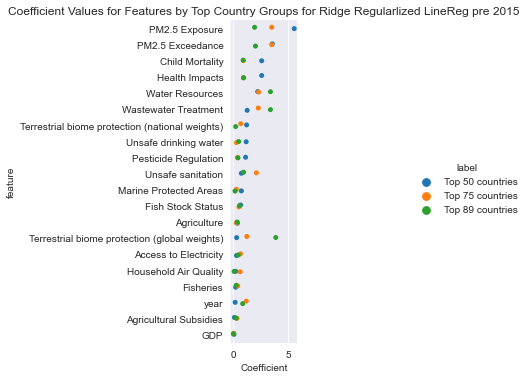 Coefficient Values for Features by Top Country Groups for Ridge Regularlized LineReg pre 2015
PM2.5 Exposure
PM2.5 Exceedance
Child Mortality
Health Impacts
Water Resources
Wastewater Treatment
Terrestrial biome protection (national weights)
Unsafe drinking water
Pesticide Regulation
Unsafe sanitation
Marine Protected Areas
Fish Stock Status
Agriculture
Terrestrial biome protection (global weights)
Access to Electricity
Household Air Quality
Fisheries
year
Agricultural Subsidies
GDP
feature
0 5
Coefficient
label
Top 50 countries
Top 75 countries
Top 89 countries